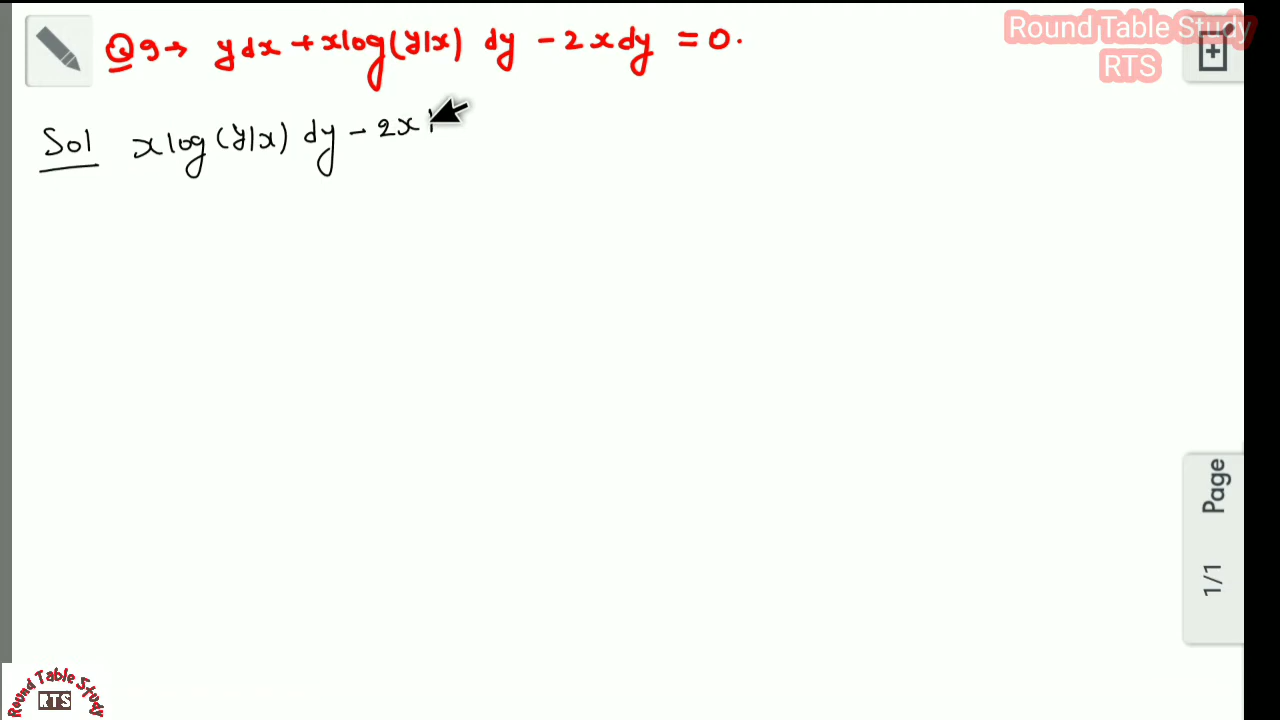 Q9→ ydx + xlog(y/x) dy - 2xdy = 0.
Round Table Study
RTS
Sol xlog(y/x) dy - 2x
Page
1/1
Round Table Study
RTS